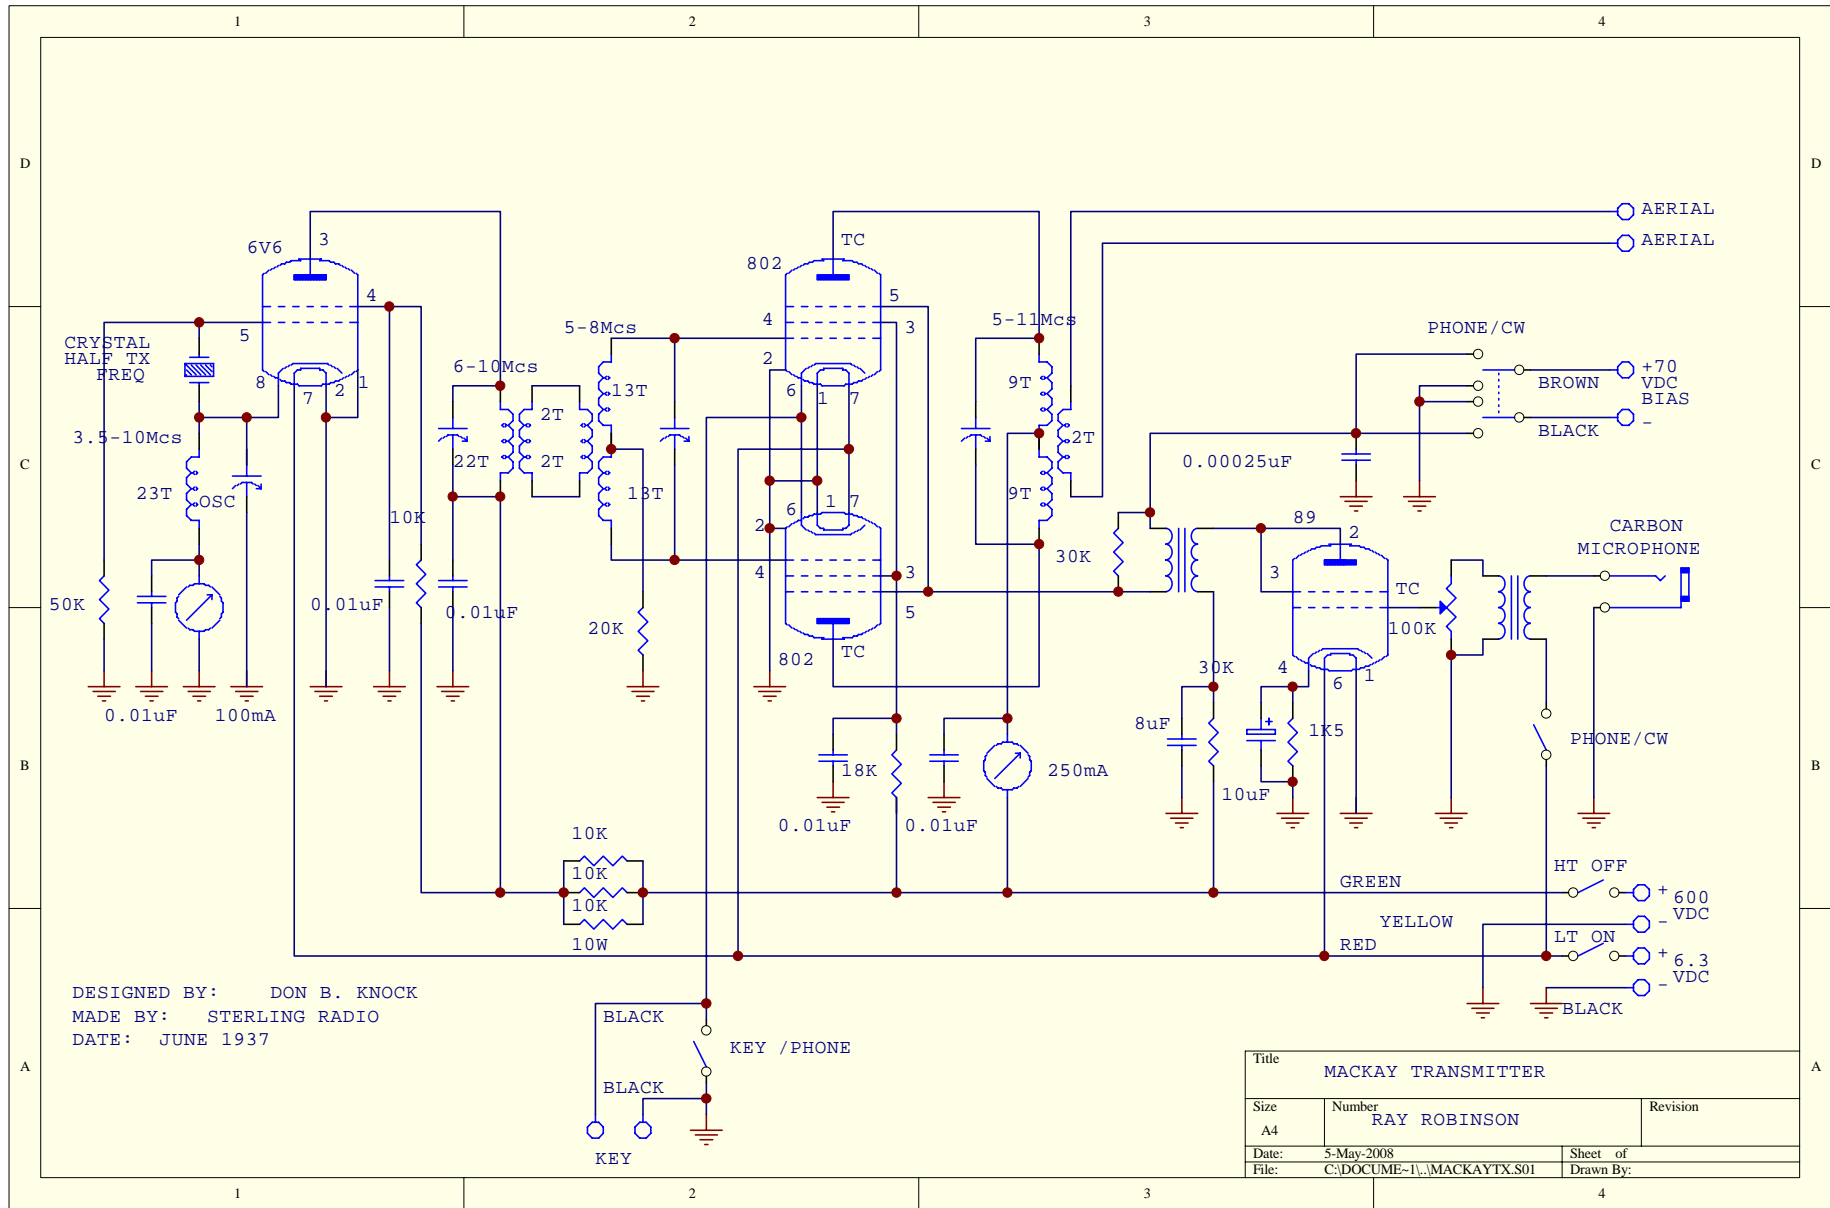 1 2 3 4
D D
AERIAL
AERIAL
6V6 3
TC
802
4
5
5
4
3
CRYSTAL
HALF TX
FREQ
5-8Mcs
5-11Mcs
PHONE/CW
6-10Mcs
8 7 2 1
2
6 1 7
13T
9T
BROWN
+70
VDC
BIAS
-
BLACK
2T
2T
3.5-10Mcs
C C
22T
2T
0.00025uF
23T
OSC
13T
9T
10K
6 1 7
2
89 2
CARBON
MICROPHONE
30K
4
3
5
3
TC
50K
0.01uF
0.01uF
20K
100K
802
TC
30K
4 6 1
0.01uF
100mA
8uF
+
1K5
PHONE/CW
B B
18K
250mA
10uF
0.01uF
0.01uF
10K
10K
10K
10W
HT OFF
GREEN
+ 600
- VDC
YELLOW
RED
LT ON
+ 6.3
- VDC
BLACK
DESIGNED BY: DON B. KNOCK
MADE BY: STERLING RADIO
DATE: JUNE 1937
BLACK
KEY /PHONE
BLACK
KEY
A A
Title
MACKAY TRANSMITTER
Size Number Revision
A4 RAY ROBINSON
Date: 5-May-2008 Sheet of
File: C:\DOCUME~1\..\MACKAYTX.S01 Drawn By:
1 2 3 4